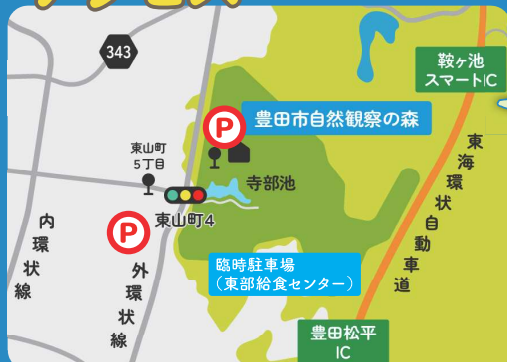 343
鞍ヶ池
スマートIC
P
豊田市自然観察の森
東山町
5丁目
寺部池
東海環状自動車道
東山町4
P
内環状線
外環状線
臨時駐車場
(東部給食センター)
豊田松平
IC